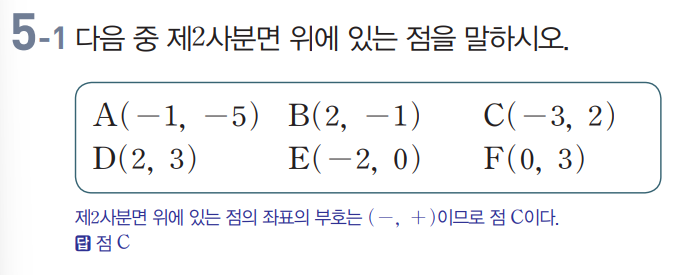 5-1 다음 중 제2사분면 위에 있는 점을 말하시오.
A(−1, −5) B(2, −1) C(−3, 2)
D(2, 3) E(−2, 0) F(0, 3)
제2사분면 위에 있는 점의 좌표의 부호는 (−, +)이므로 점 C이다.
답 점 C